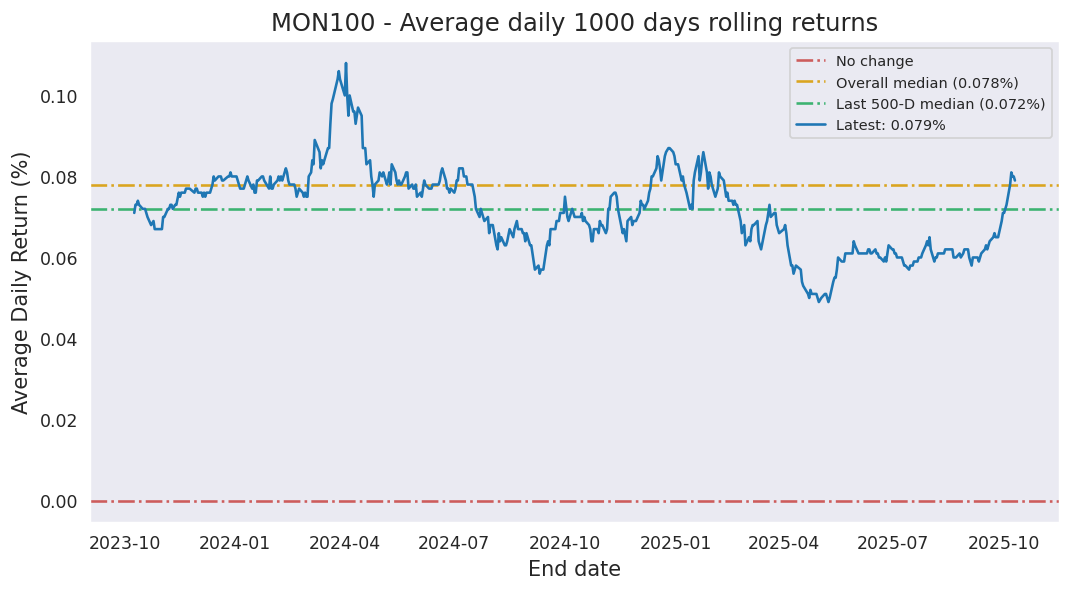 MON100 - Average daily 1000 days rolling returns
No change
Overall median (0.078%)
Last 500-D median (0.072%)
Latest: 0.079%
Average Daily Return (%)
0.10
0.08
0.06
0.04
0.02
0.00
2023-10 2024-01 2024-04 2024-07 2024-10 2025-01 2025-04 2025-07 2025-10
End date